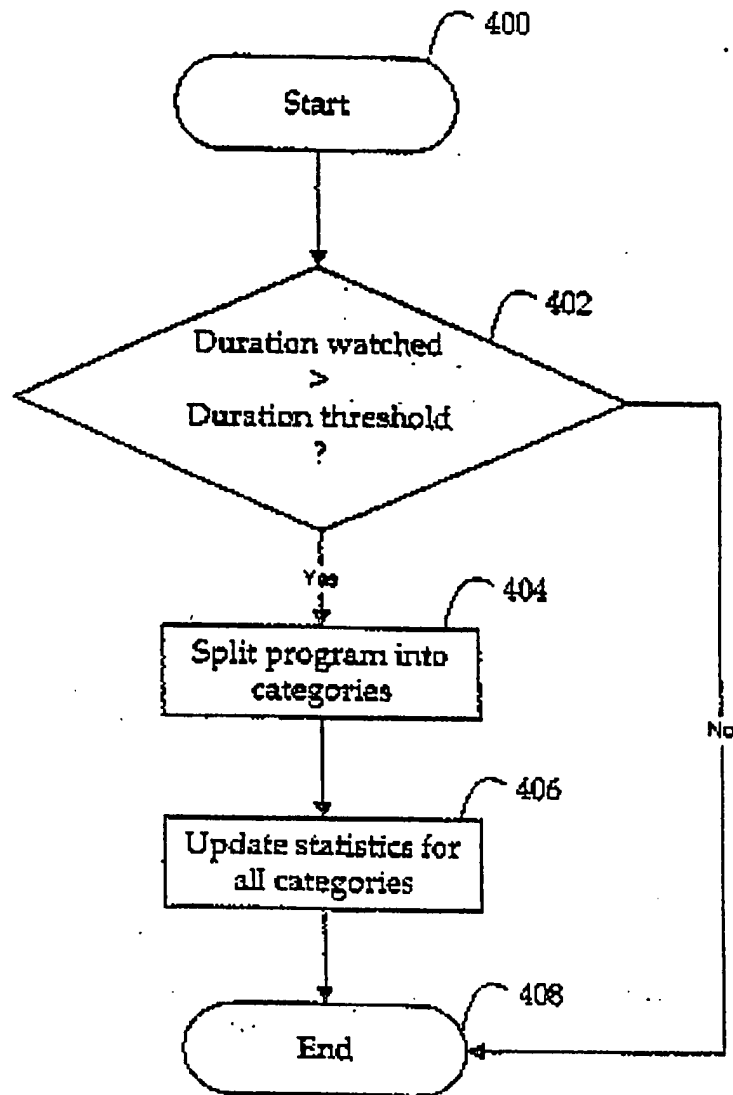 400
Start
402
Duration watched
>
Duration threshold
?
Yes
404
Split program into
categories
No
406
Update statistics for
all categories
408
End